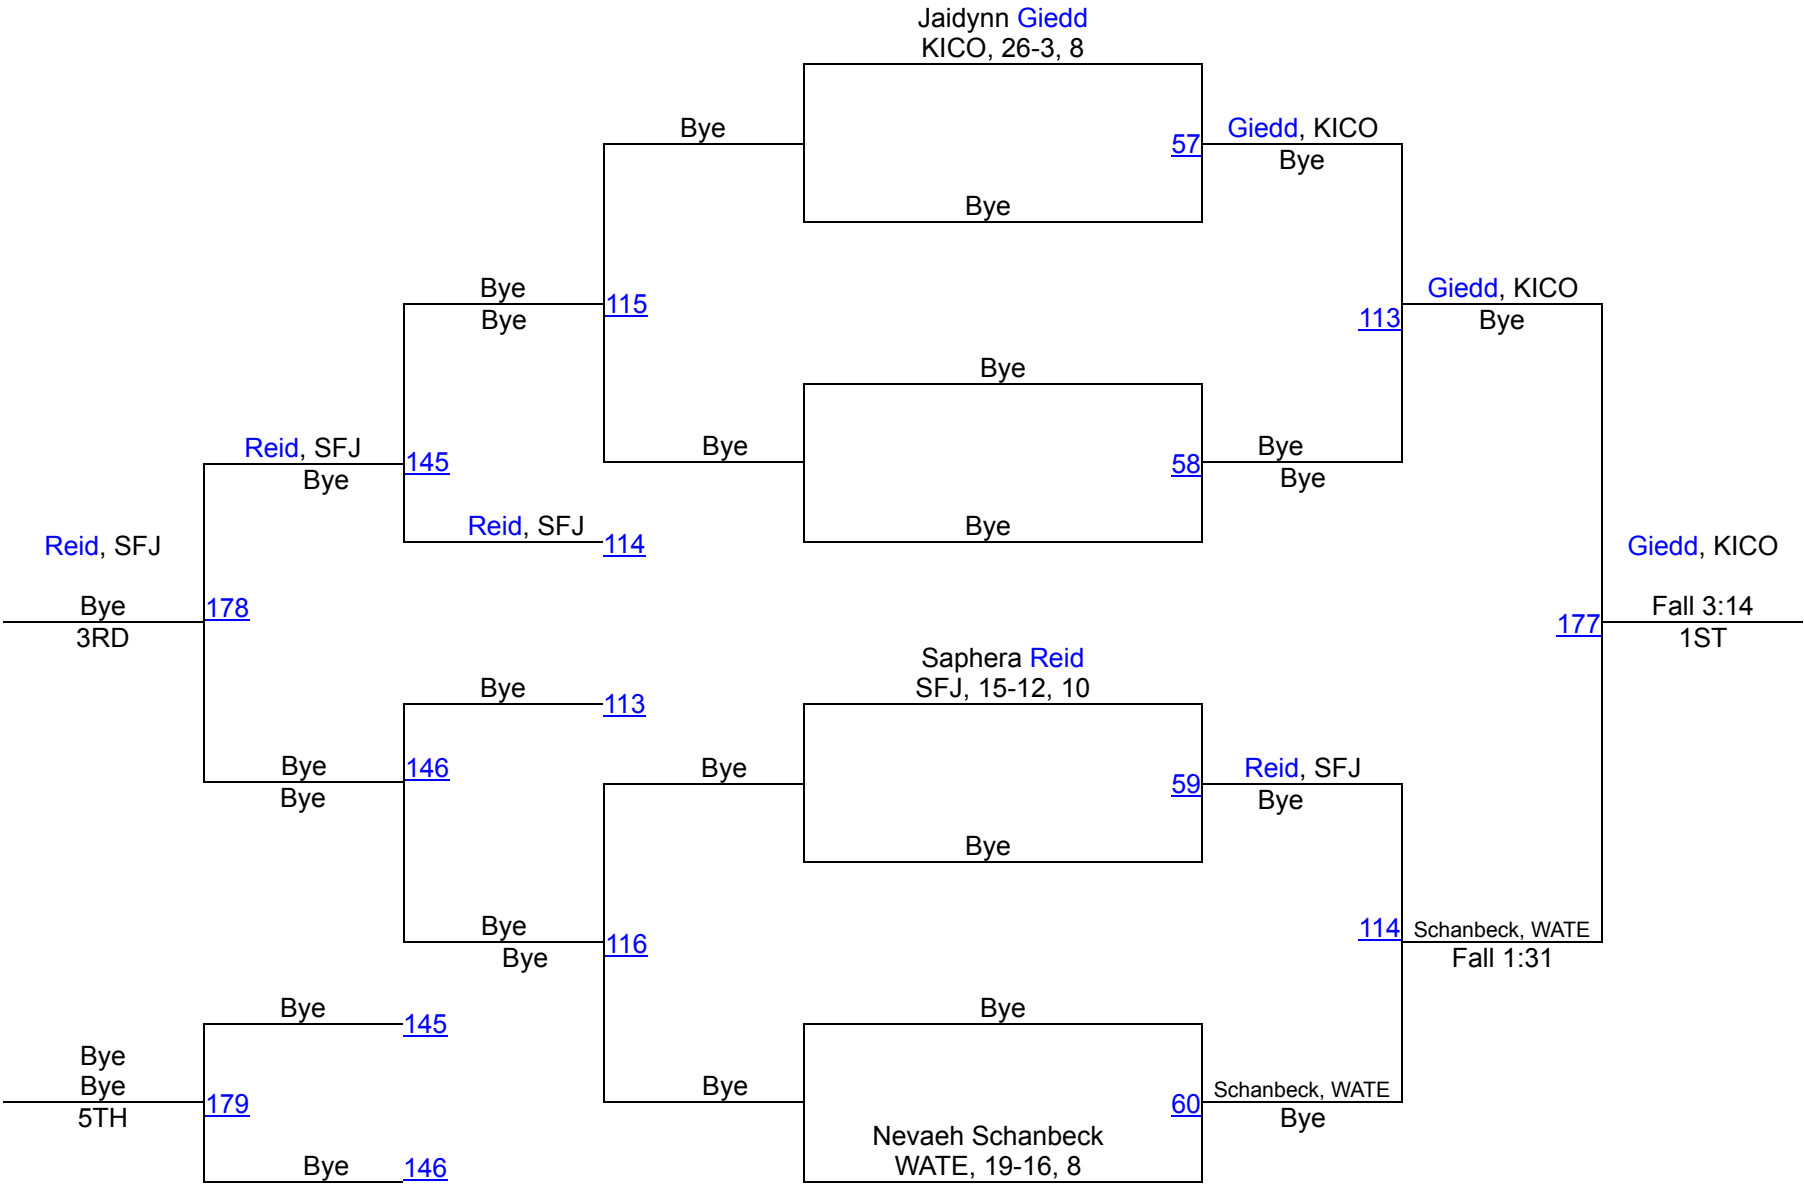 Jaidynn Giedd
KICO, 26-3, 8
Bye
57
Giedd, KICO
Bye
Bye
Bye
Bye
115
Giedd, KICO
113
Bye
Bye
Reid, SFJ
Bye
145
Bye
58
Bye
Bye
Reid, SFJ
114
Bye
Reid, SFJ
Bye
3RD
178
Giedd, KICO
177
Fall 3:14
1ST
Saphera Reid
SFJ, 15-12, 10
Bye
113
Bye
Bye
146
Bye
59
Reid, SFJ
Bye
Bye
Bye
Bye
116
114
Schanbeck, WATE
Fall 1:31
Bye
145
Bye
Bye
Bye
5TH
179
Bye
60
Schanbeck, WATE
Bye
Nevaeh Schanbeck
WATE, 19-16, 8
Bye
146